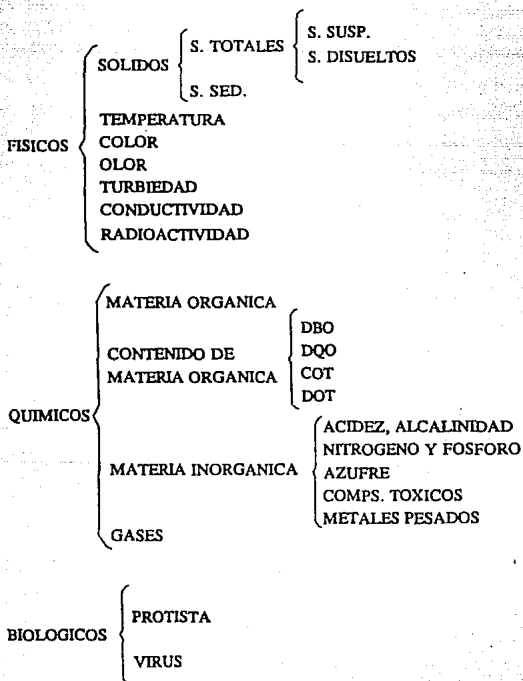 FISICOS
SOLIDOS
S. TOTALES
S. SUSP.
S. DISUELTOS
S. SED.
TEMPERATURA
COLOR
OLOR
TURBIEDAD
CONDUCTIVIDAD
RADIOACTIVIDAD
QUIMICOS
MATERIA ORGANICA
CONTENIDO DE
MATERIA ORGANICA
DBO
DQO
COT
DOT
MATERIA INORGANICA
ACIDEZ, ALCALINIDAD
NITROGENO Y FOSFORO
AZUFRE
COMPS. TOXICOS
METALES PESADOS
GASES
BIOLOGICOS
PROTISTA
VIRUS